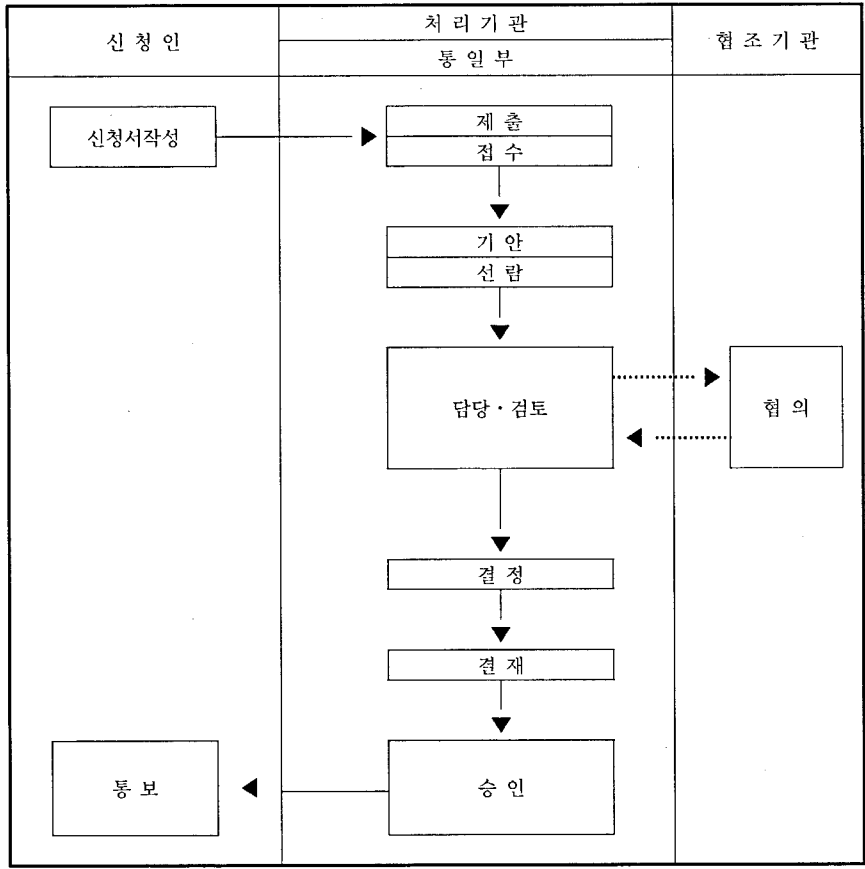 신 청 인
처 리 기 관
통 일 부
협 조 기 관
신청서작성
제 출
접 수
기 안
선 람
담당 · 검토
협 의
결 정
결 재
승 인
통 보